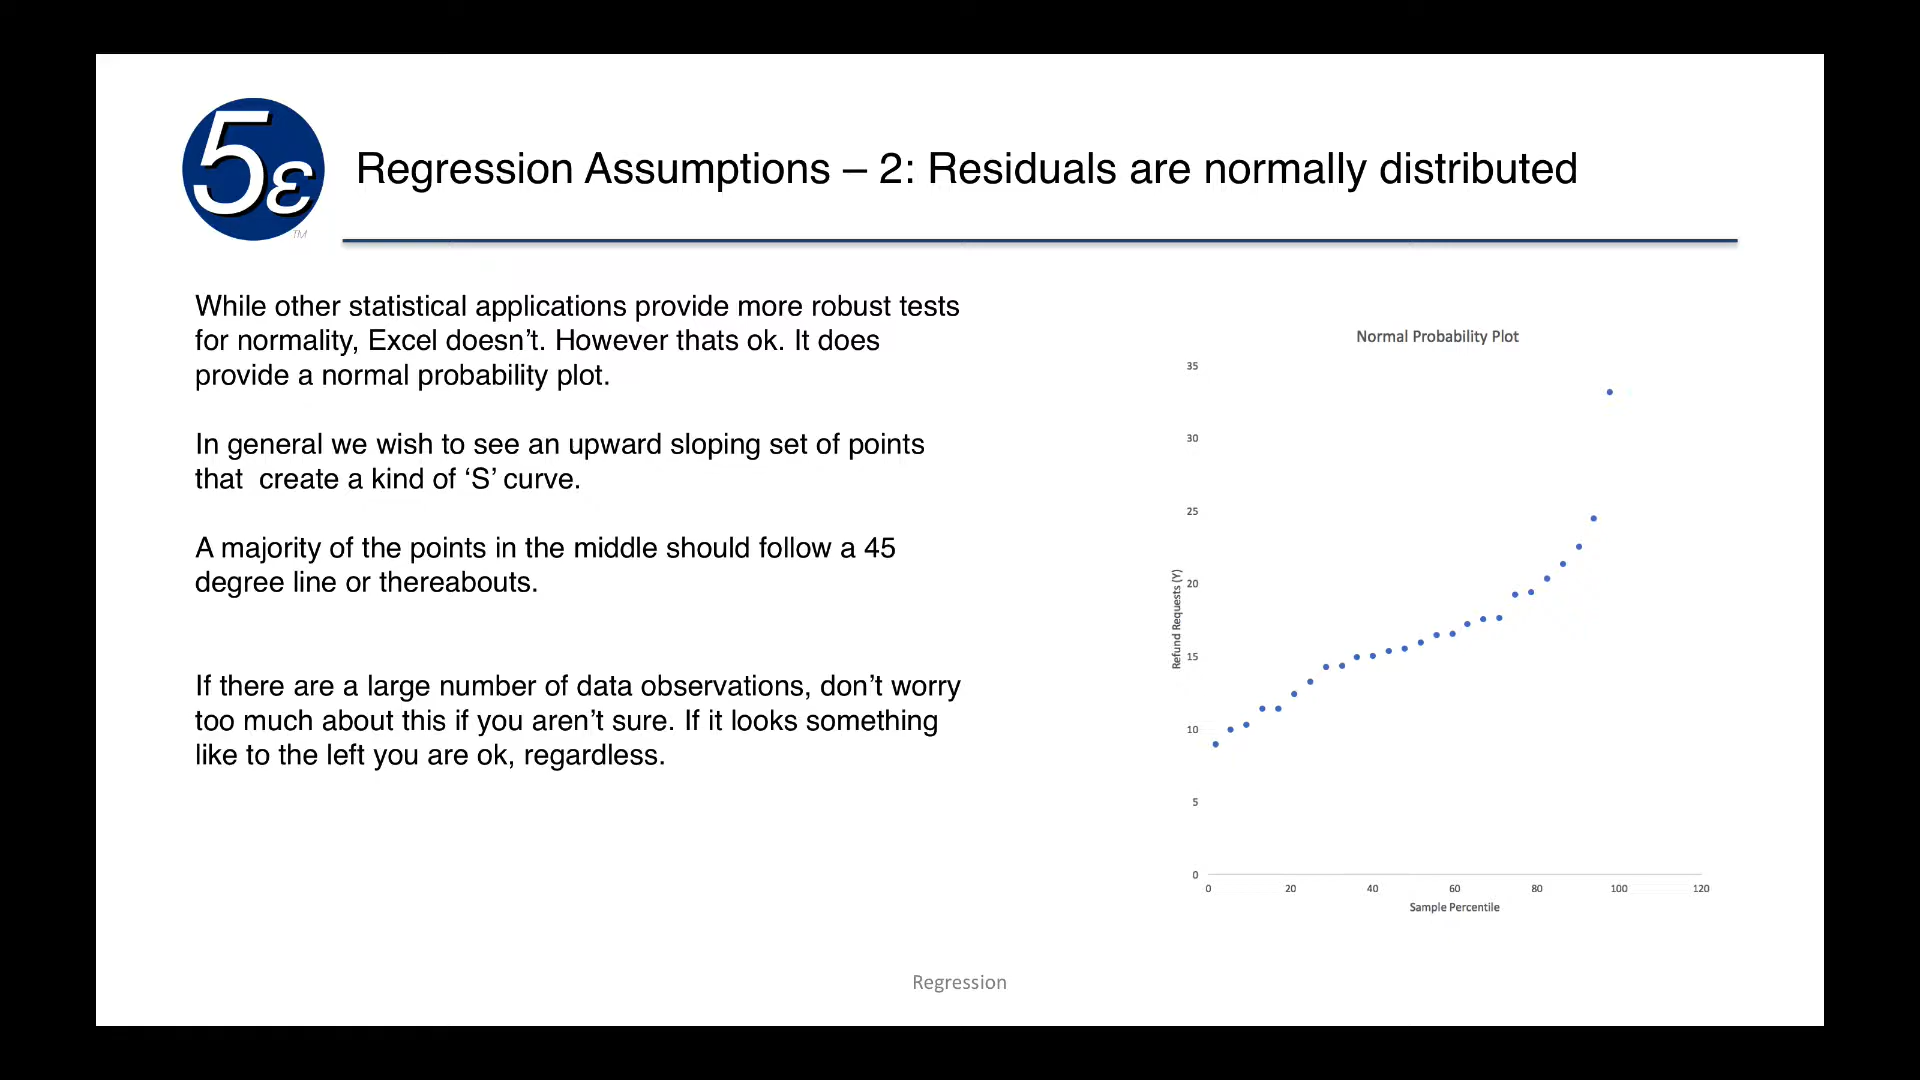 5ε
TM
Regression Assumptions – 2: Residuals are normally distributed
While other statistical applications provide more robust tests
for normality, Excel doesn’t. However thats ok. It does
provide a normal probability plot.
In general we wish to see an upward sloping set of points
that  create a kind of ‘S’ curve.
A majority of the points in the middle should follow a 45
degree line or thereabouts.
If there are a large number of data observations, don’t worry
too much about this if you aren’t sure. If it looks something
like to the left you are ok, regardless.
Normal Probability Plot
35
30
25
20
15
10
5
0
Refund Requests (Y)
0 20 40 60 80 100 120
Sample Percentile
Regression